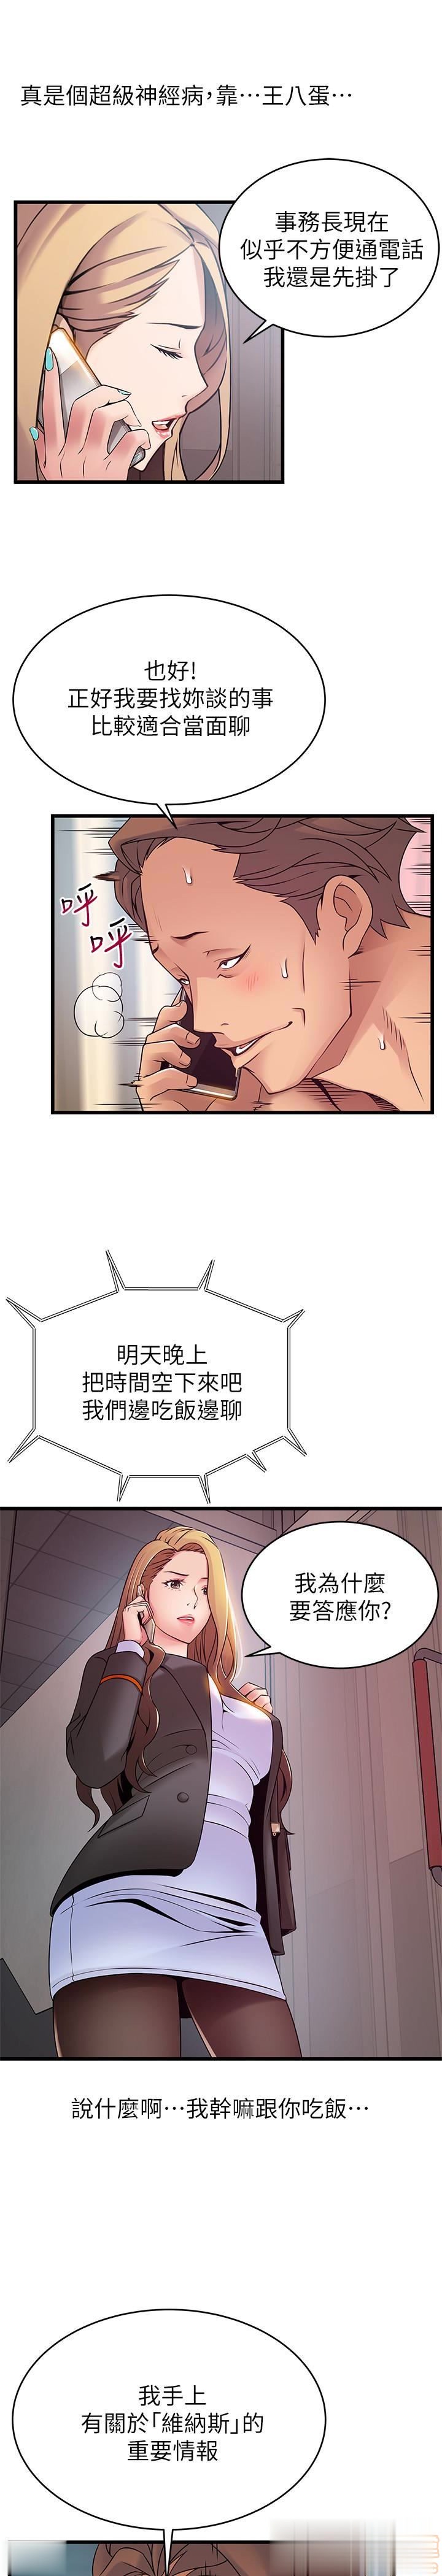 真是個超級神經病，靠⋯王八蛋⋯
事務長現在
似乎不方便通電話
我還是先掛了
也好!
正好我要找妳談的事
比較適合當面聊
呼
呼
明天晚上
把時間空下來吧
我們邊吃飯邊聊
我為什麼
要答應你?
說什麼啊⋯我幹嘛跟你吃飯⋯
我手上
有關於「維納斯」的
重要情報